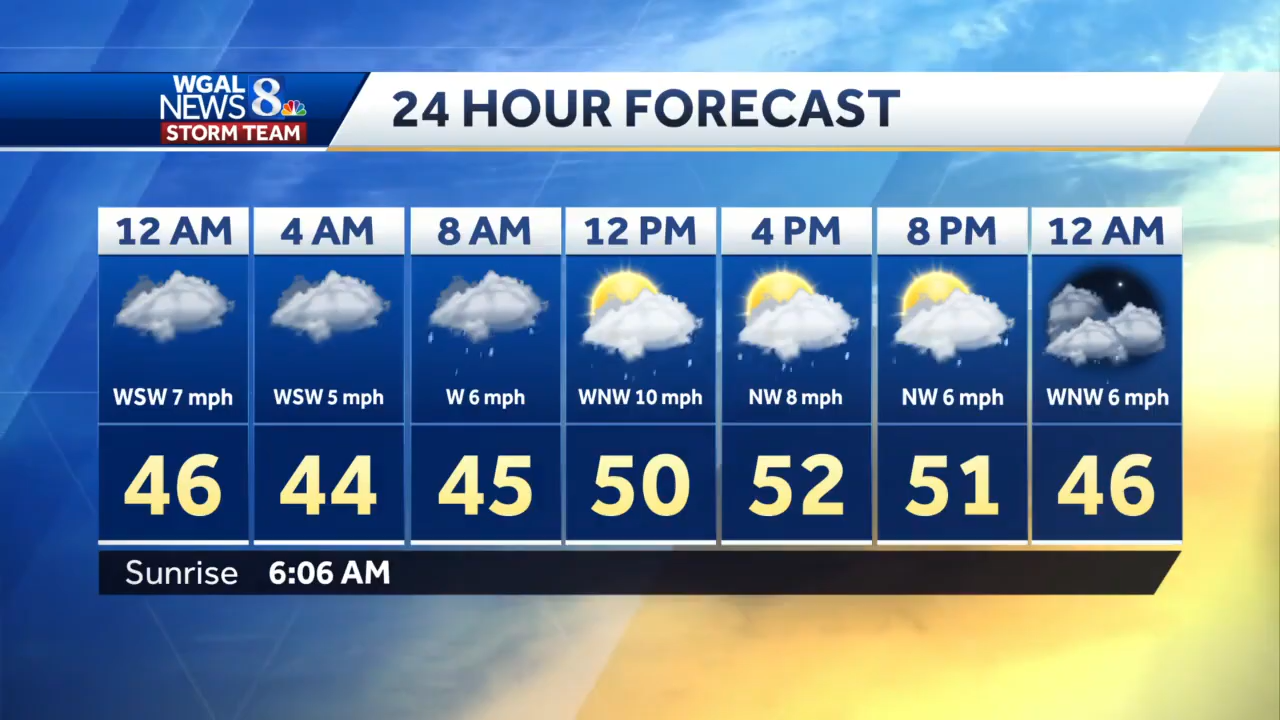 WGAL
NEWS 8
STORM TEAM
24 HOUR FORECAST
12 AM 4 AM 8 AM 12 PM 4 PM 8 PM 12 AM
WSW 7 mph WSW 5 mph W 6 mph WNW 10 mph NW 8 mph NW 6 mph WNW 6 mph
46 44 45 50 52 51 46
Sunrise 6:06 AM